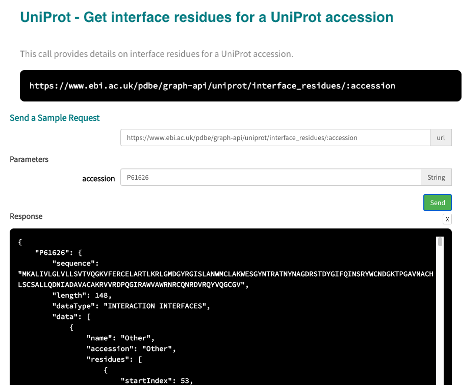 UniProt - Get interface residues for a UniProt accession
This call provides details on interface residues for a UniProt accession.
https://www.ebi.ac.uk/pdbe/graph-api/uniprot/interface_residues/:accession
Send a Sample Request
https://www.ebi.ac.uk/pdbe/graph-api/uniprot/interface_residues/:accession url
Parameters
accession P61626 String
Send
Response X
{
"P61626": {
"sequence":
"MKALIVLGLVLLSVTVQGKVFERCELARTLKRLGMDGYRGISLANWMCLAKWESGYNTRATNYNAGDRSTDYGIFQINSRYWCNDGKTPGAVNACH
LSCSALLQDNIADAVACAKRVVRDPQGIRAWVAWRNRCQNRDVRQYVQGCGV",
"length": 148,
"dataType": "INTERACTION INTERFACES",
"data": [
{
"name": "Other",
"accession": "Other",
"residues": [
{
"startIndex": 53,